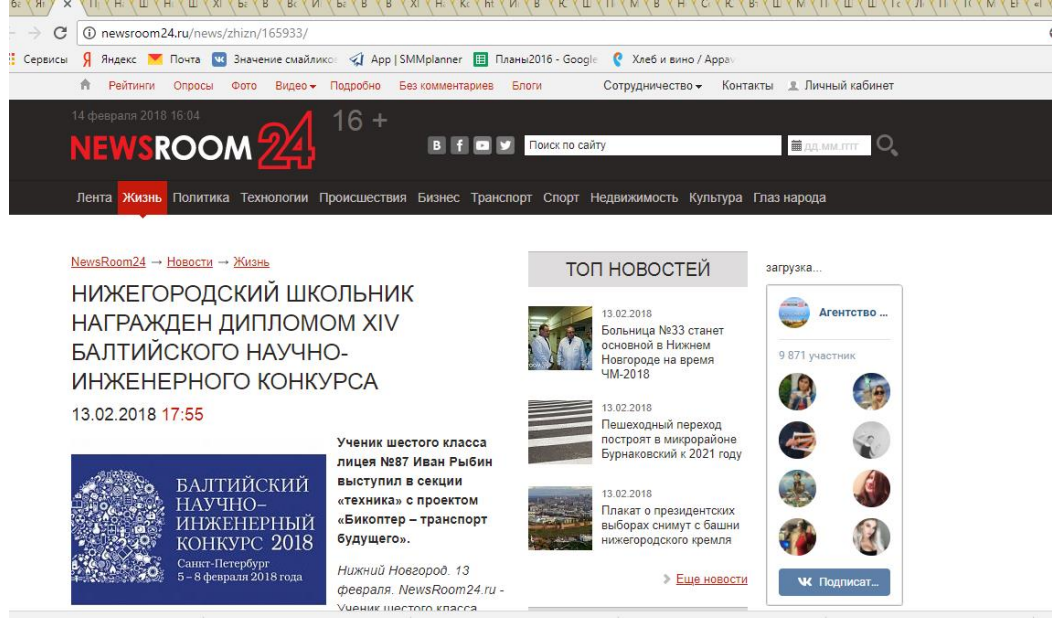 newsroom24.ru/news/zhizn/165933/
Сервисы Яндекс Почта Значение смайликов App | SMMplanner Планы2016 - Google Хлеб и вино / Appav
Рейтинги Опросы Фото Видео Подробно Без комментариев Блоги Сотрудничество Контакты Личный кабинет
14 февраля 2018 16:04
16 +
NEWSROOM 24
Поиск по сайту
дд.мм.гггг
Лента Жизнь Политика Технологии Происшествия Бизнес Транспорт Спорт Недвижимость Культура Глаз народа
NewsRoom24 → Новости → Жизнь
НИЖЕГОРОДСКИЙ ШКОЛЬНИК
НАГРАЖДЕН ДИПЛОМОМ XIV
БАЛТИЙСКОГО НАУЧНО-
ИНЖЕНЕРНОГО КОНКУРСА
13.02.2018 17:55
БАЛТИЙСКИЙ
НАУЧНО–
ИНЖЕНЕРНЫЙ
КОНКУРС 2018
Санкт-Петербург
5 – 8 февраля 2018 года
Ученик шестого класса
лицея №87 Иван Рыбин
выступил в секции
«техника» с проектом
«Бикоптер – транспорт
будущего».
Нижний Новгород. 13
февраля. NewsRoom24.ru -
Ученик шестого класса
ТОП НОВОСТЕЙ
13.02.2018
Больница №33 станет
основной в Нижнем
Новгороде на время
ЧМ-2018
13.02.2018
Пешеходный переход
построят в микрорайоне
Бурнаковский к 2021 году
13.02.2018
Плакат о президентских
выборах снимут с башни
нижегородского кремля
Еще новости
загрузка...
Агентство ...
9 871 участник
Подписат...